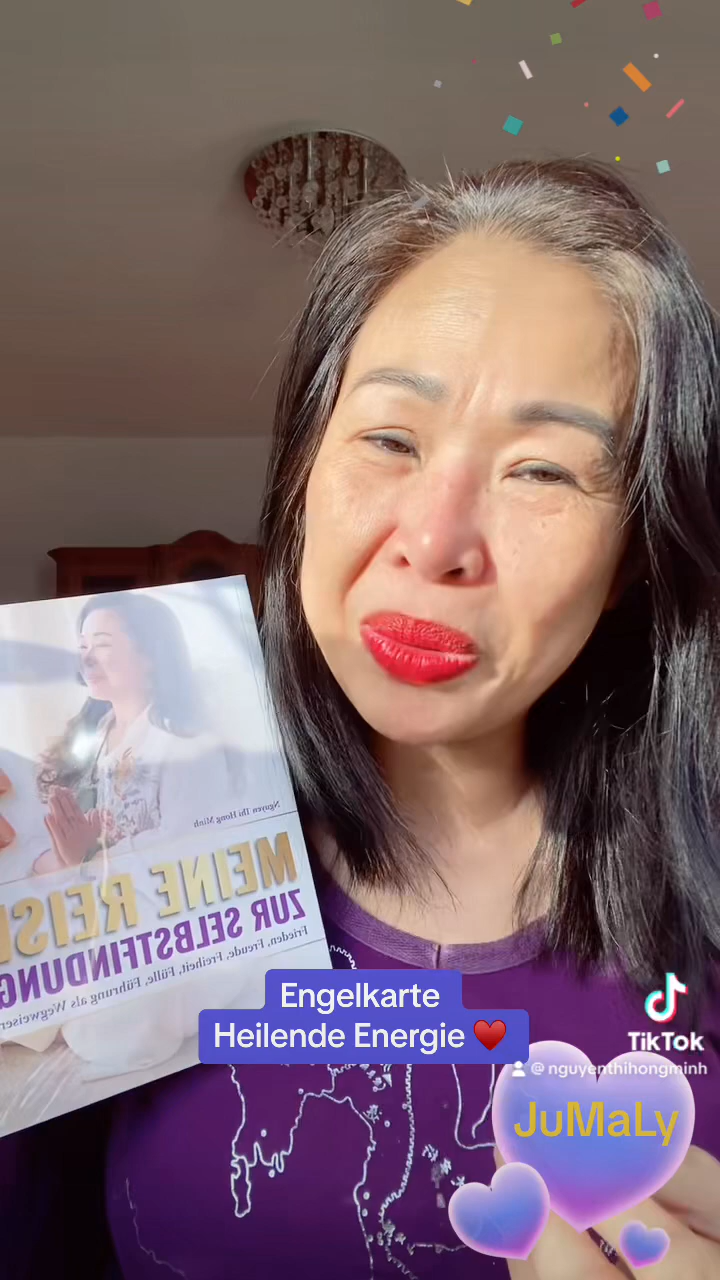 Nguyen Thi Hong Minh
MEINE REIS
ZUR SELBSTFINDUNG
Frieden, Freude, Freiheit, Fülle, Führung als Wegweiser
Engelkarte
Heilende Energie ♥️
TikTok
@nguyenthihongminh
JuMaLy